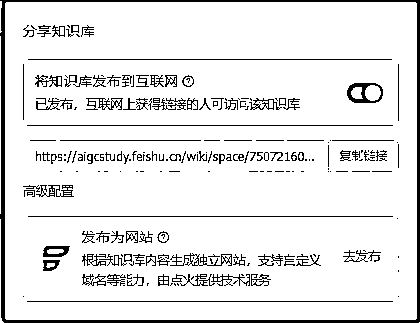 分享知识库
将知识库发布到互联网
已发布，互联网上获得链接的人可访问该知识库
https://aigcstudy.feishu.cn/wiki/space/75072160...
复制链接
高级配置
发布为网站
根据知识库内容生成独立网站，支持自定义
域名等能力，由点火提供技术服务
去发布